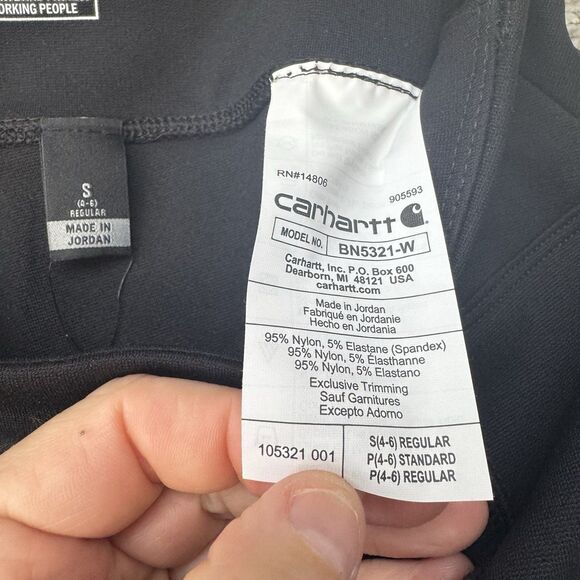 WORKING PEOPLE
S
(4-6)
REGULAR
MADE IN
JORDAN
RN#14806
905593
carhartt
MODEL NO. BN5321-W
Carhartt, Inc. P.O. Box 600
Dearborn, MI 48121 USA
carhartt.com
Made in Jordan
Fabriqué en Jordanie
Hecho en Jordania
95% Nylon, 5% Elastane (Spandex)
95% Nylon, 5% Élasthanne
95% Nylon, 5% Elastano
Exclusive Trimming
Sauf Garnitures
Excepto Adorno
105321 001
S(4-6) REGULAR
P(4-6) STANDARD
P(4-6) REGULAR